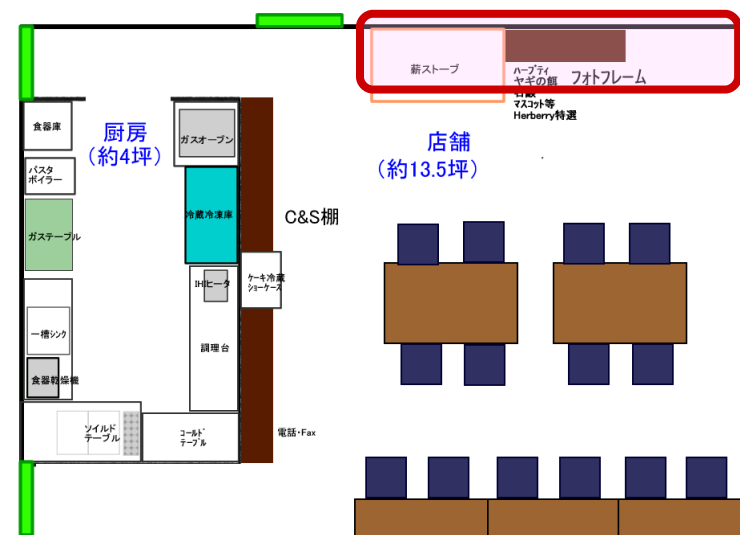 薪ストーブ
ハーブティ
ヤギの餌
フォトフレーム
石鹸
マスコット等
Herberry特選
食器庫
厨房
(約4坪)
ガスオーブン
店舗
(約13.5坪)
パスタ
ボイラー
冷蔵冷凍庫
C&S棚
ガステーブル
IHIヒータ
ケーキ冷蔵
ショーケース
一槽シンク
調理台
食器乾燥機
ソイルド
テーブル
コールド
テーブル
電話・Fax